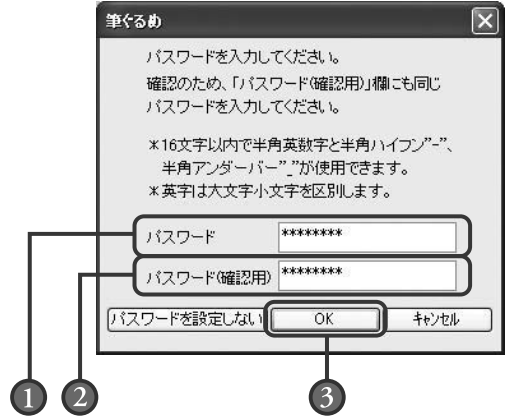 筆ぐるめ
パスワードを入力してください。
確認のため、「パスワード(確認用)」欄にも同じ
パスワードを入力してください。
*16文字以内で半角英数字と半角ハイフン"-"、
半角アンダーバー"_"が使用できます。
*英字は大文字小文字を区別します。
パスワード ********
パスワード(確認用) ********
パスワードを設定しない OK キャンセル
1 2 3